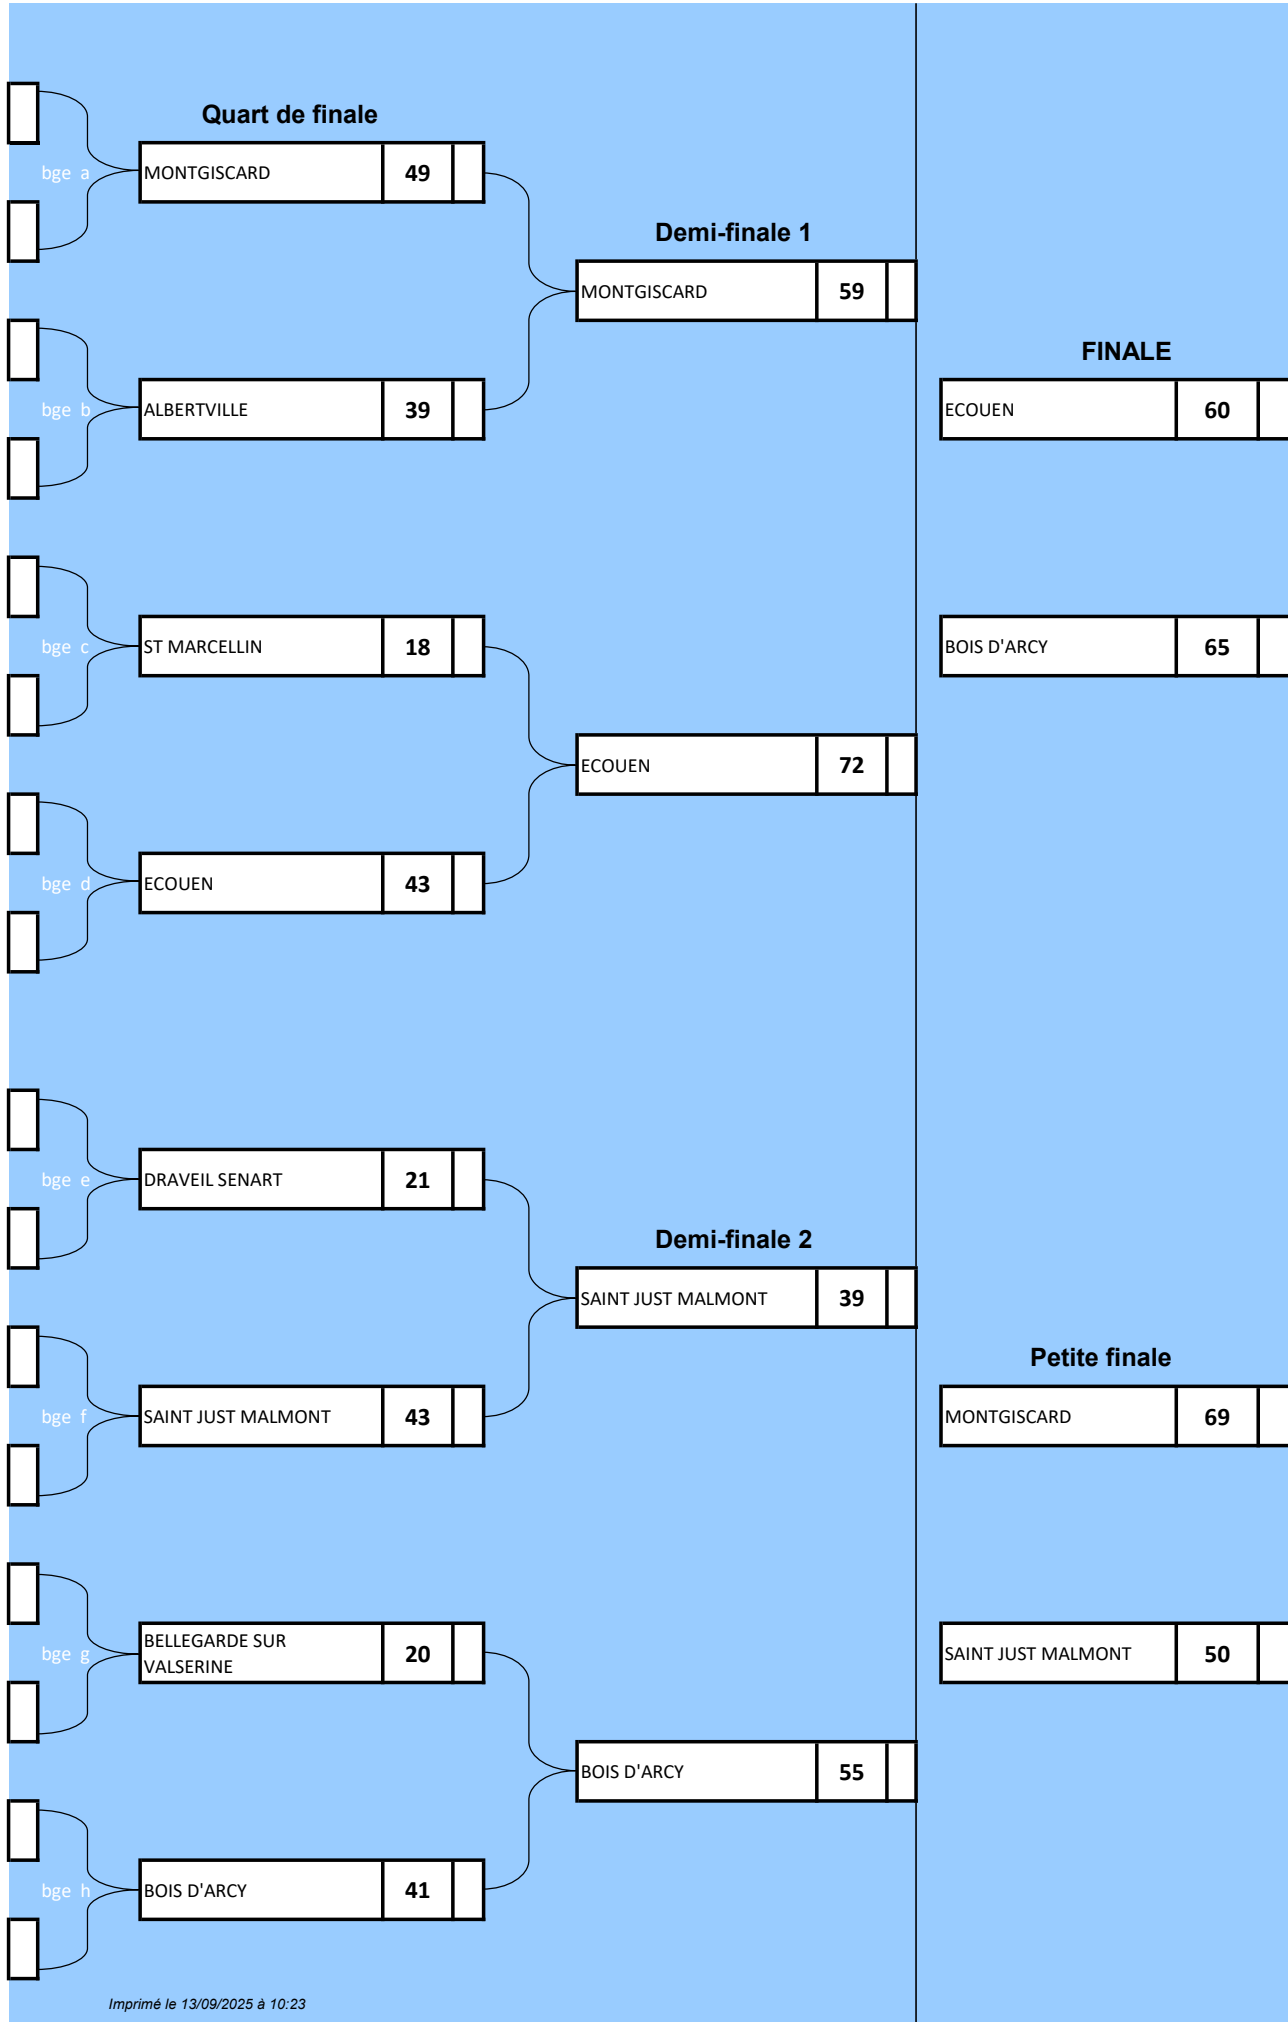 Quart de finale
bge a
MONTGISCARD 49
Demi-finale 1
MONTGISCARD 59
FINALE
bge b
ALBERTVILLE 39
ECOUEN 60
bge c
ST MARCELLIN 18
BOIS D'ARCY 65
ECOUEN 72
bge d
ECOUEN 43
bge e
DRAVEIL SENART 21
Demi-finale 2
SAINT JUST MALMONT 39
Petite finale
bge f
SAINT JUST MALMONT 43
MONTGISCARD 69
bge g
BELLEGARDE SUR
VALSERINE 20
SAINT JUST MALMONT 50
BOIS D'ARCY 55
bge h
BOIS D'ARCY 41
Imprimé le 13/09/2025 à 10:23